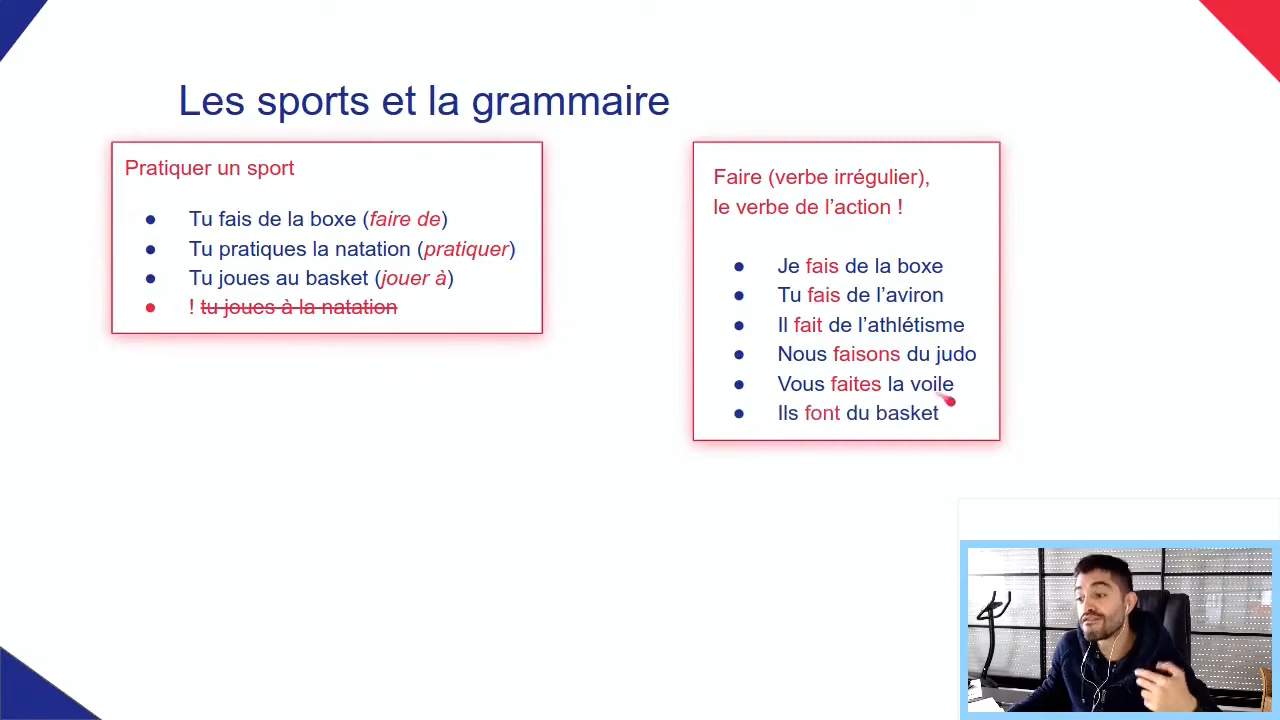 Les sports et la grammaire
Pratiquer un sport
● Tu fais de la boxe (faire de)
● Tu pratiques la natation (pratiquer)
● Tu joues au basket (jouer à)
● ! tu joues à la natation
Faire (verbe irrégulier),
le verbe de l’action !
● Je fais de la boxe
● Tu fais de l’aviron
● Il fait de l’athlétisme
● Nous faisons du judo
● Vous faites la voile
● Ils font du basket